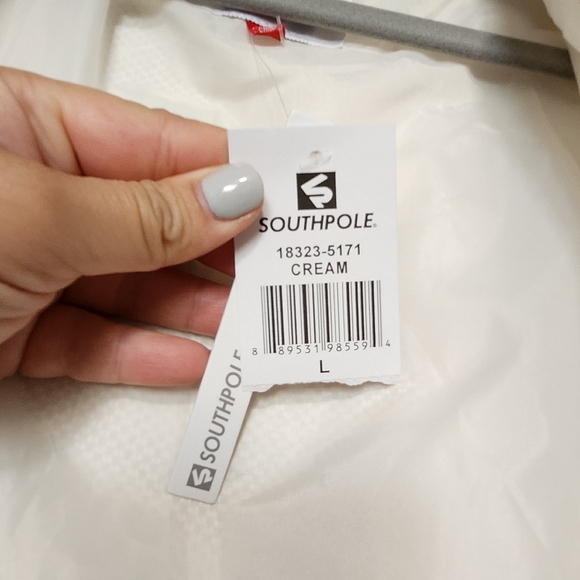 SOUTHPOLE®
18323-5171
CREAM
8 89531 98559 4
L
SOUTHPOLE